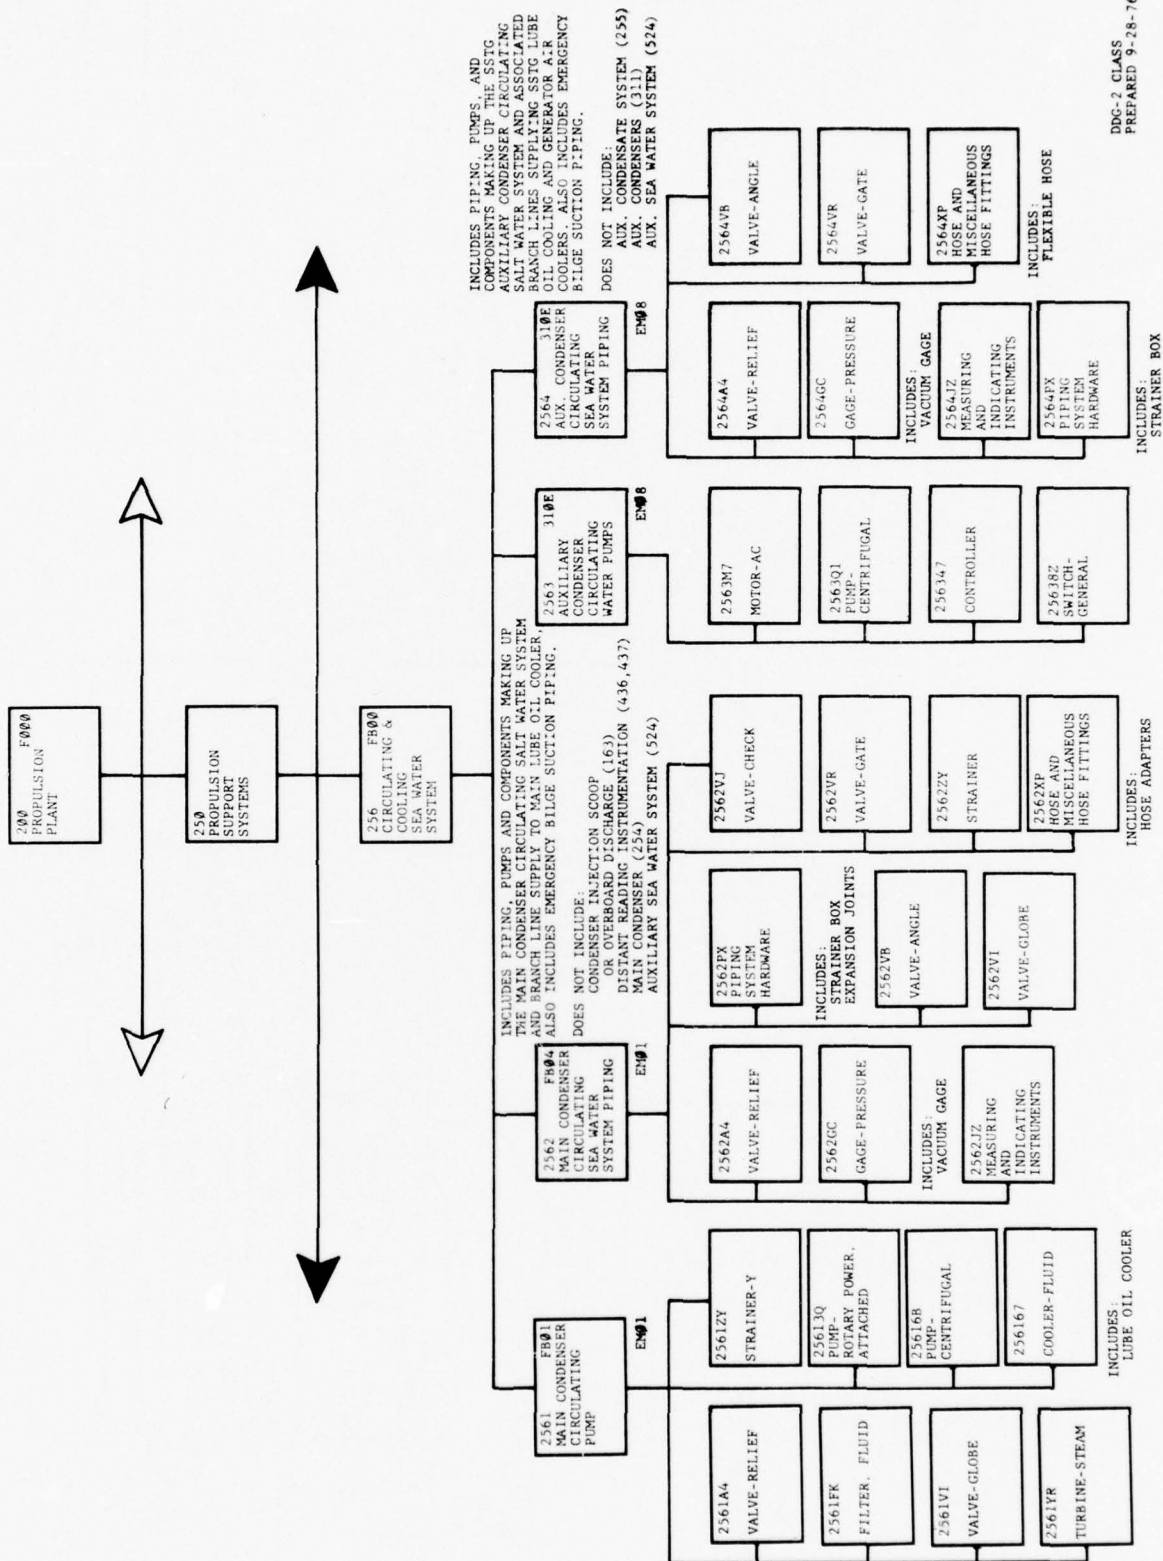 200 F000
PROPULSION
PLANT
250
PROPULSION
SUPPORT
SYSTEMS
256 FB00
CIRCULATING &
COOLING
SEA WATER
SYSTEM
2561 FB01
MAIN CONDENSER
CIRCULATING
PUMP
EM01
2561A4
VALVE-RELIEF
2561FK
FILTER, FLUID
2561VI
VALVE-GLOBE
2561YR
TURBINE-STEAM
2561ZY
STRAINER-Y
25613Q
PUMP-
ROTARY POWER,
ATTACHED
25616B
PUMP-
CENTRIFUGAL
256167
COOLER-FLUID
INCLUDES:
LUBE OIL COOLER
2562 FB04
MAIN CONDENSER
CIRCULATING
SEA WATER
SYSTEM PIPING
EM01
INCLUDES PIPING, PUMPS AND COMPONENTS MAKING UP
THE MAIN CONDENSER CIRCULATING SALT WATER SYSTEM
AND BRANCH LINE SUPPLY TO MAIN LUBE OIL COOLER,
ALSO INCLUDES EMERGENCY BILGE SUCTION PIPING.
DOES NOT INCLUDE:
CONDENSER INJECTION SCOOP
OR OVERBOARD DISCHARGE (163)
DISTANT READING INSTRUMENTATION (436,437)
MAIN CONDENSER (254)
AUXILIARY SEA WATER SYSTEM (524)
2562A4
VALVE-RELIEF
2562GC
GAGE-PRESSURE
INCLUDES:
VACUUM GAGE
2562JZ
MEASURING
AND
INDICATING
INSTRUMENTS
2562PX
PIPING
SYSTEM
HARDWARE
INCLUDES:
STRAINER BOX
EXPANSION JOINTS
2562VB
VALVE-ANGLE
2562VI
VALVE-GLOBE
2562VJ
VALVE-CHECK
2562VR
VALVE-GATE
2562ZY
STRAINER
2562XP
HOSE AND
MISCELLANEOUS
HOSE FITTINGS
INCLUDES:
HOSE ADAPTERS
2563 310E
AUXILIARY
CONDENSER
CIRCULATING
WATER PUMPS
EM08
2563M7
MOTOR-AC
2563Q1
PUMP-
CENTRIFUGAL
256347
CONTROLLER
25638Z
SWITCH-
GENERAL
2564 310E
AUX. CONDENSER
CIRCULATING
SEA WATER
SYSTEM PIPING
EM08
INCLUDES PIPING, PUMPS, AND
COMPONENTS MAKING UP THE SSTG
AUXILIARY CONDENSER CIRCULATING
SALT WATER SYSTEM AND ASSOCIATED
BRANCH LINES SUPPLYING SSTG LUBE
OIL COOLING AND GENERATOR AIR
COOLERS. ALSO INCLUDES EMERGENCY
BILGE SUCTION PIPING.
DOES NOT INCLUDE:
AUX. CONDENSATE SYSTEM (255)
AUX. CONDENSERS (311)
AUX. SEA WATER SYSTEM (524)
2564A4
VALVE-RELIEF
2564GC
GAGE-PRESSURE
INCLUDES:
VACUUM GAGE
2564JZ
MEASURING
AND
INDICATING
INSTRUMENTS
2564PX
PIPING
SYSTEM
HARDWARE
INCLUDES:
STRAINER BOX
2564VB
VALVE-ANGLE
2564VR
VALVE-GATE
2564XP
HOSE AND
MISCELLANEOUS
HOSE FITTINGS
INCLUDES:
FLEXIBLE HOSE
DDG-2 CLASS
PREPARED 9-28-76